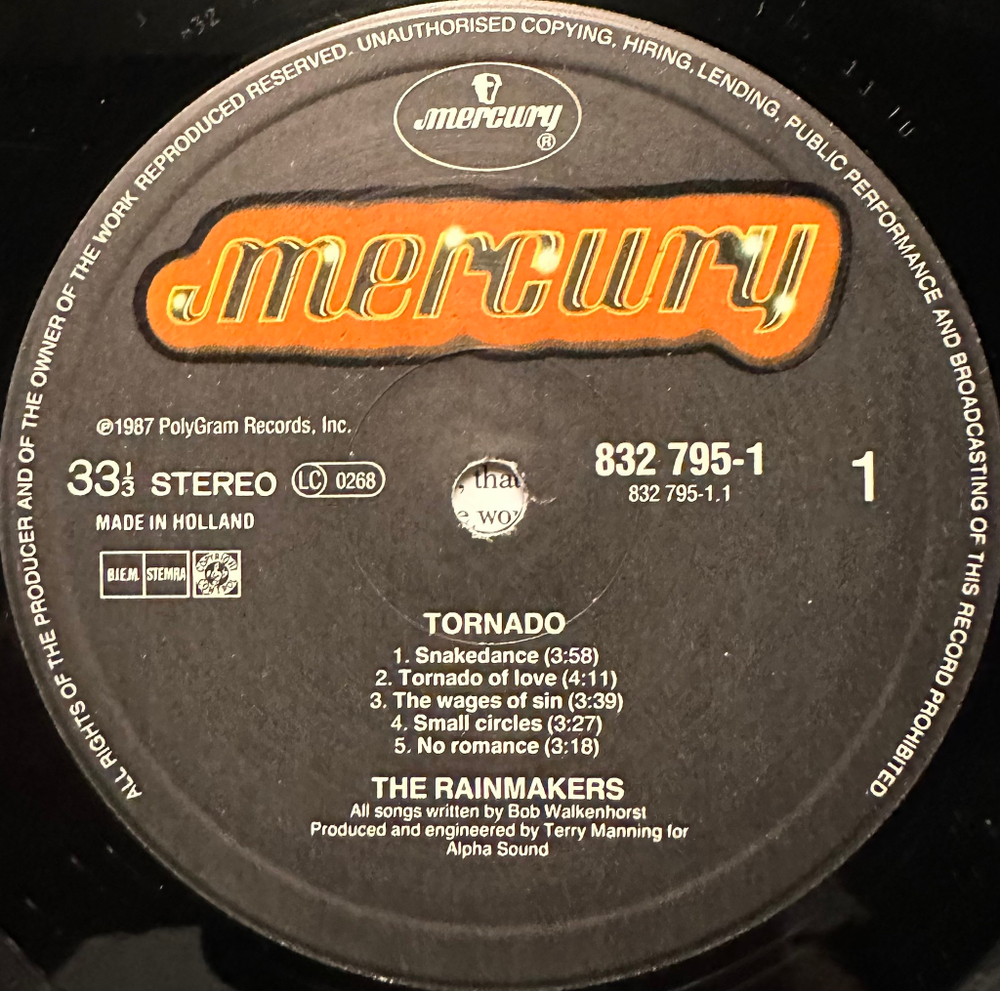 ALL RIGHTS OF THE PRODUCER AND OF THE OWNER OF THE WORK REPRODUCED RESERVED. UNAUTHORISED COPYING, HIRING, LENDING, PUBLIC PERFORMANCE AND BROADCASTING OF THIS RECORD PROHIBITED.
mercury
®
mercury
℗1987 PolyGram Records, Inc.
33⅓ STEREO LC 0268
MADE IN HOLLAND
B.I.E.M. STEMRA
832 795-1
832 795-1.1
1
, that
e wo
TORNADO
1. Snakedance (3:58)
2. Tornado of love (4:11)
3. The wages of sin (3:39)
4. Small circles (3:27)
5. No romance (3:18)
THE RAINMAKERS
All songs written by Bob Walkenhorst
Produced and engineered by Terry Manning for
Alpha Sound